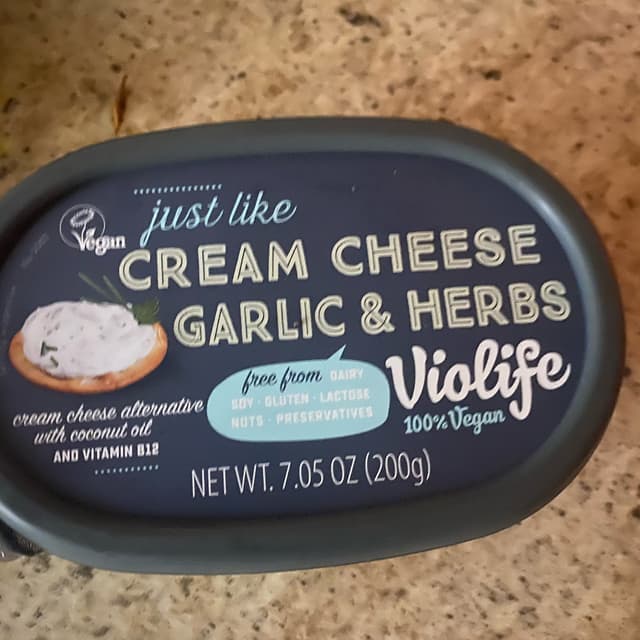 just like
Vegan
CREAM CHEESE
GARLIC & HERBS
free from DAIRY
SOY · GLUTEN · LACTOSE
NUTS · PRESERVATIVES
Violife
100% Vegan
cream cheese alternative
with coconut oil
AND VITAMIN B12
NET WT. 7.05 OZ (200g)